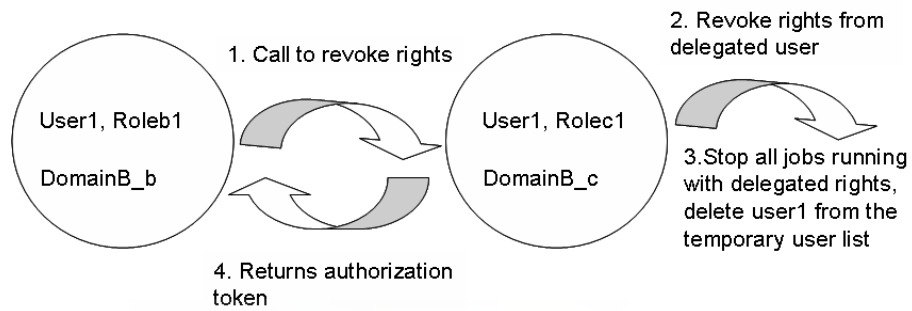 1. Call to revoke rights
2. Revoke rights from
delegated user
User1, Roleb1
DomainB_b
User1, Rolec1
DomainB_c
3.Stop all jobs running
with delegated rights,
delete user1 from the
temporary user list
4. Returns authorization
token